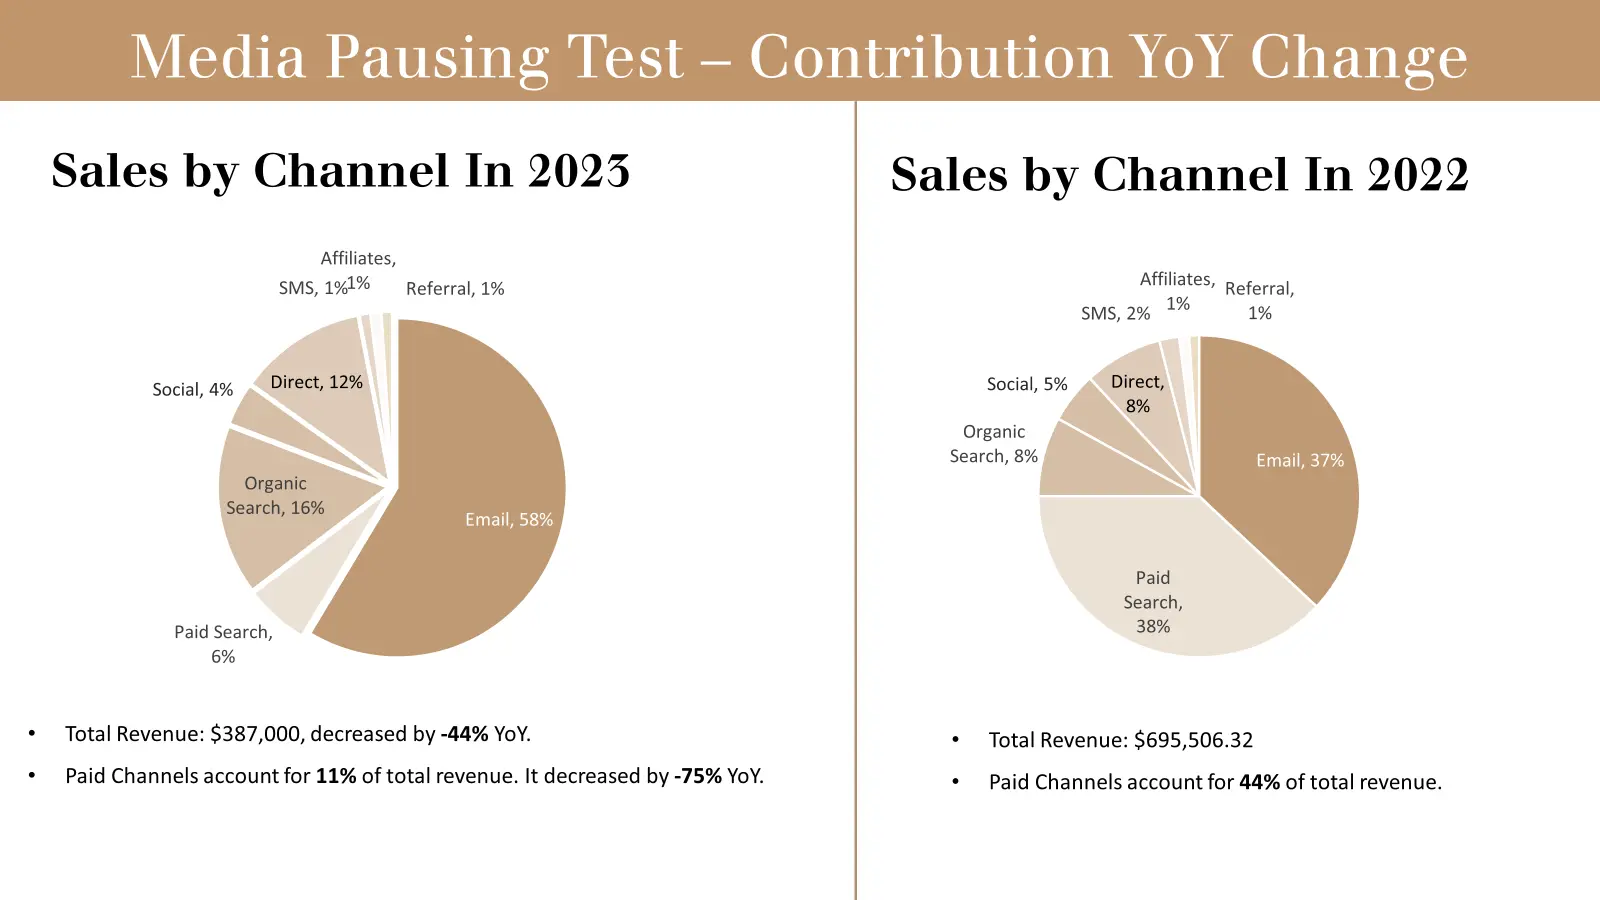 Media Pausing Test – Contribution YoY Change
Sales by Channel In 2023
Affiliates,
1%
SMS, 1%
Referral, 1%
Direct, 12%
Social, 4%
Organic
Search, 16%
Email, 58%
Paid Search,
6%
• Total Revenue: $387,000, decreased by -44% YoY.
• Paid Channels account for 11% of total revenue. It decreased by -75% YoY.
Sales by Channel In 2022
Affiliates,
1%
Referral,
1%
SMS, 2%
Direct,
8%
Social, 5%
Organic
Search, 8%
Email, 37%
Paid
Search,
38%
• Total Revenue: $695,506.32
• Paid Channels account for 44% of total revenue.